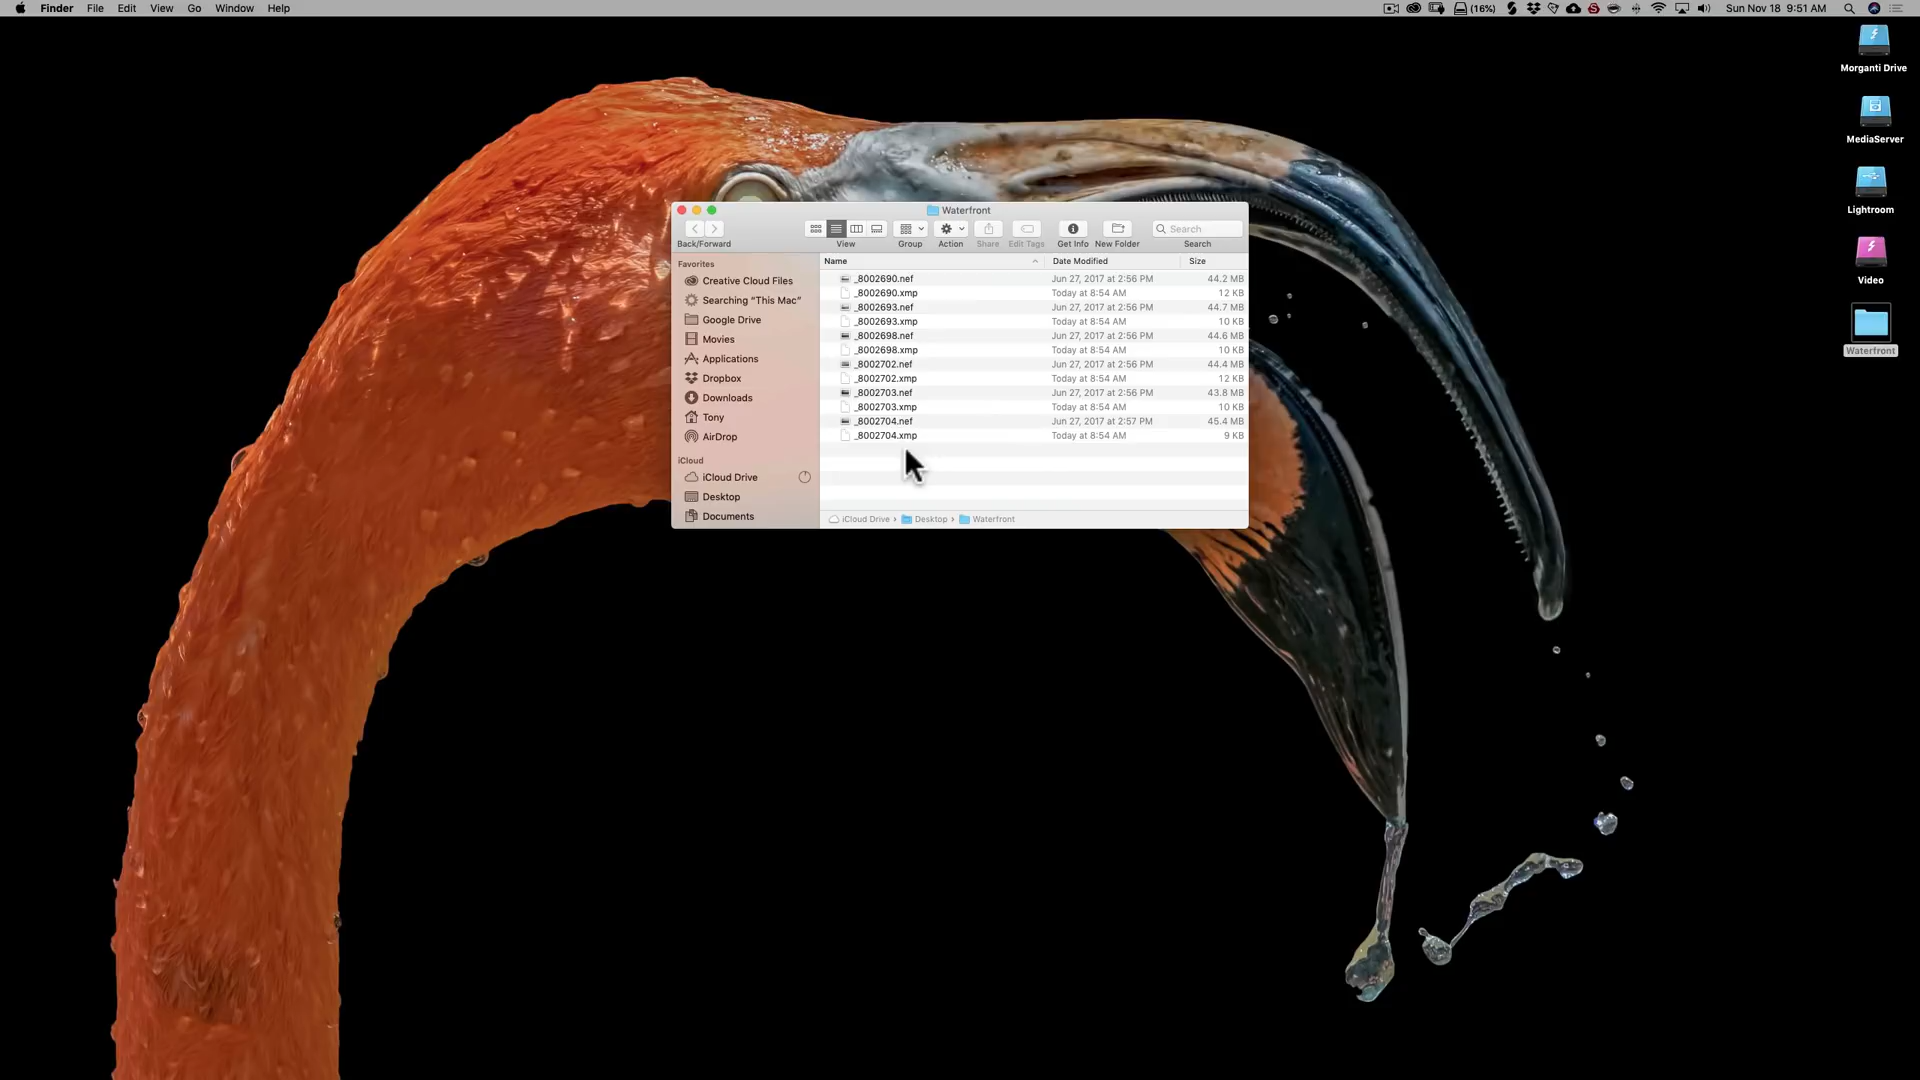 Finder File Edit View Go Window Help (16%) Sun Nov 18 9:51 AM
Morganti Drive
MediaServer
Lightroom
Video
Waterfront
Waterfront
Search
Back/Forward View Group Action Share Edit Tags Get Info New Folder Search
Favorites
Creative Cloud Files
Searching “This Mac”
Google Drive
Movies
Applications
Dropbox
Downloads
Tony
AirDrop
iCloud
iCloud Drive
Desktop
Documents
Name Date Modified Size
_8002690.nef Jun 27, 2017 at 2:56 PM 44.2 MB
_8002690.xmp Today at 8:54 AM 12 KB
_8002693.nef Jun 27, 2017 at 2:56 PM 44.7 MB
_8002693.xmp Today at 8:54 AM 10 KB
_8002698.nef Jun 27, 2017 at 2:56 PM 44.6 MB
_8002698.xmp Today at 8:54 AM 10 KB
_8002702.nef Jun 27, 2017 at 2:56 PM 44.4 MB
_8002702.xmp Today at 8:54 AM 12 KB
_8002703.nef Jun 27, 2017 at 2:56 PM 43.8 MB
_8002703.xmp Today at 8:54 AM 10 KB
_8002704.nef Jun 27, 2017 at 2:57 PM 45.4 MB
_8002704.xmp Today at 8:54 AM 9 KB
iCloud Drive › Desktop › Waterfront